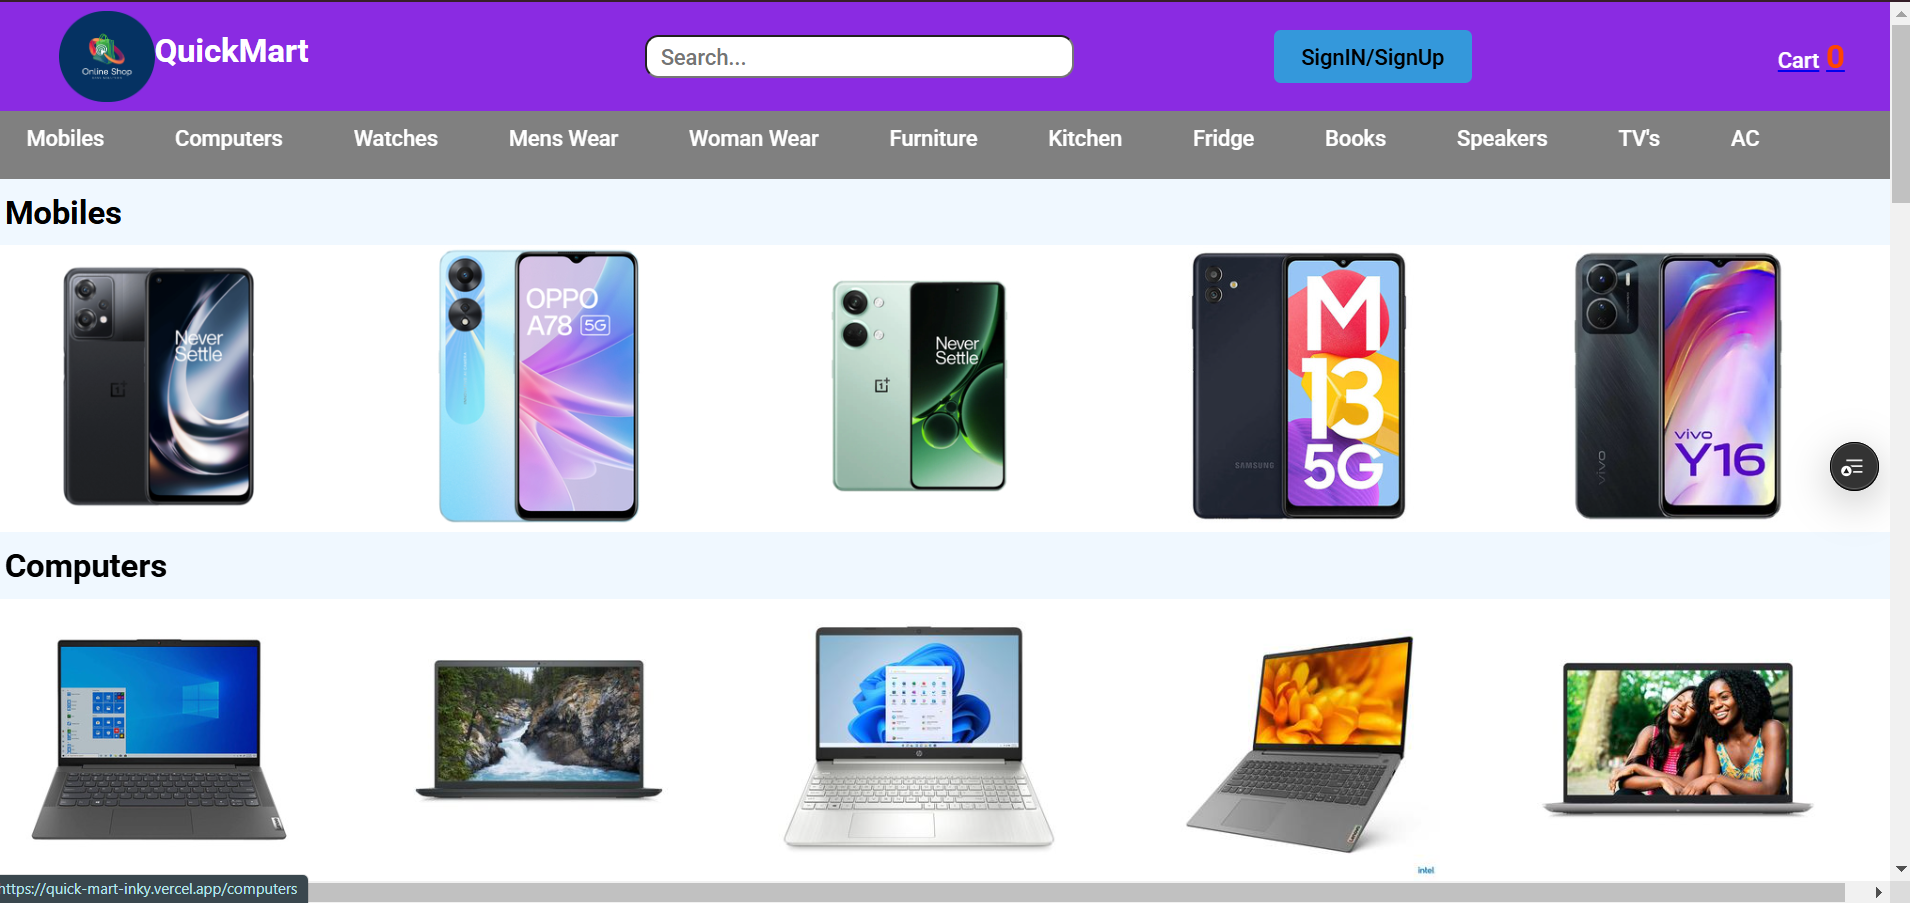 QuickMart
Online Shop
Search...
SignIN/SignUp
Cart 0
Mobiles Computers Watches Mens Wear Woman Wear Furniture Kitchen Fridge Books Speakers TV's AC
Mobiles
Never
Settle
OPPO
A78 5G
Never
Settle
SAMSUNG
M
13
5G
vivo
vivo
Y16
Computers
hp
Lenovo
intel
https://quick-mart-inky.vercel.app/computers